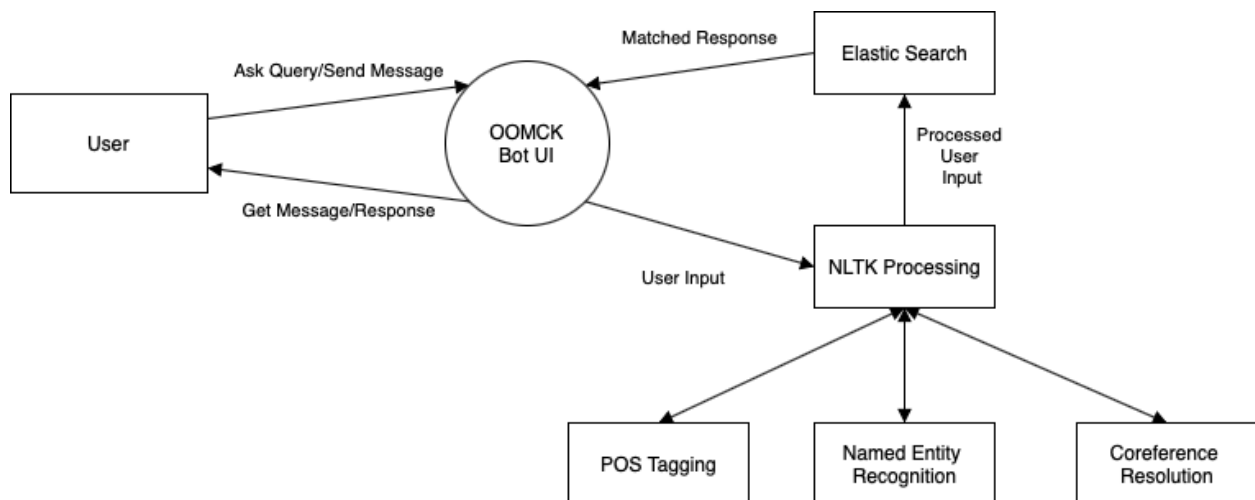 Matched Response
Elastic Search
Ask Query/Send Message
User
OOMCK
Bot UI
Processed
User
Input
Get Message/Response
User Input
NLTK Processing
POS Tagging
Named Entity
Recognition
Coreference
Resolution